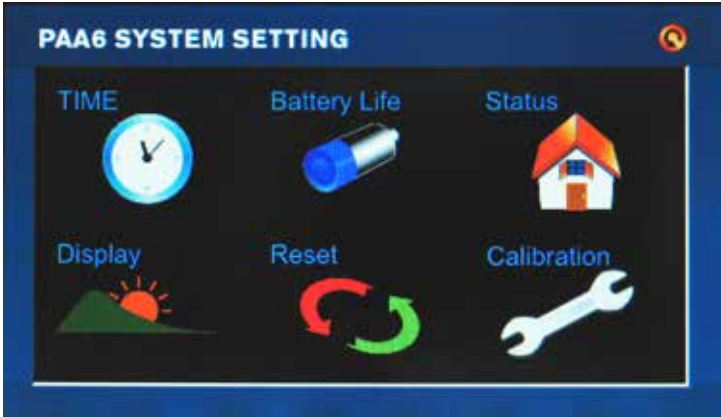 PAA6 SYSTEM SETTING
TIME Battery Life Status
Display Reset Calibration